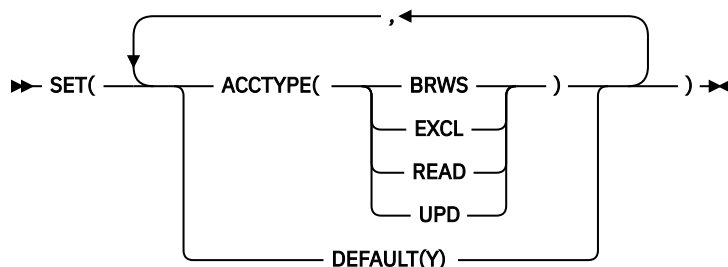 ,
SET( ACCTYPE( BRWS ) )
EXCL
READ
UPD
DEFAULT(Y)